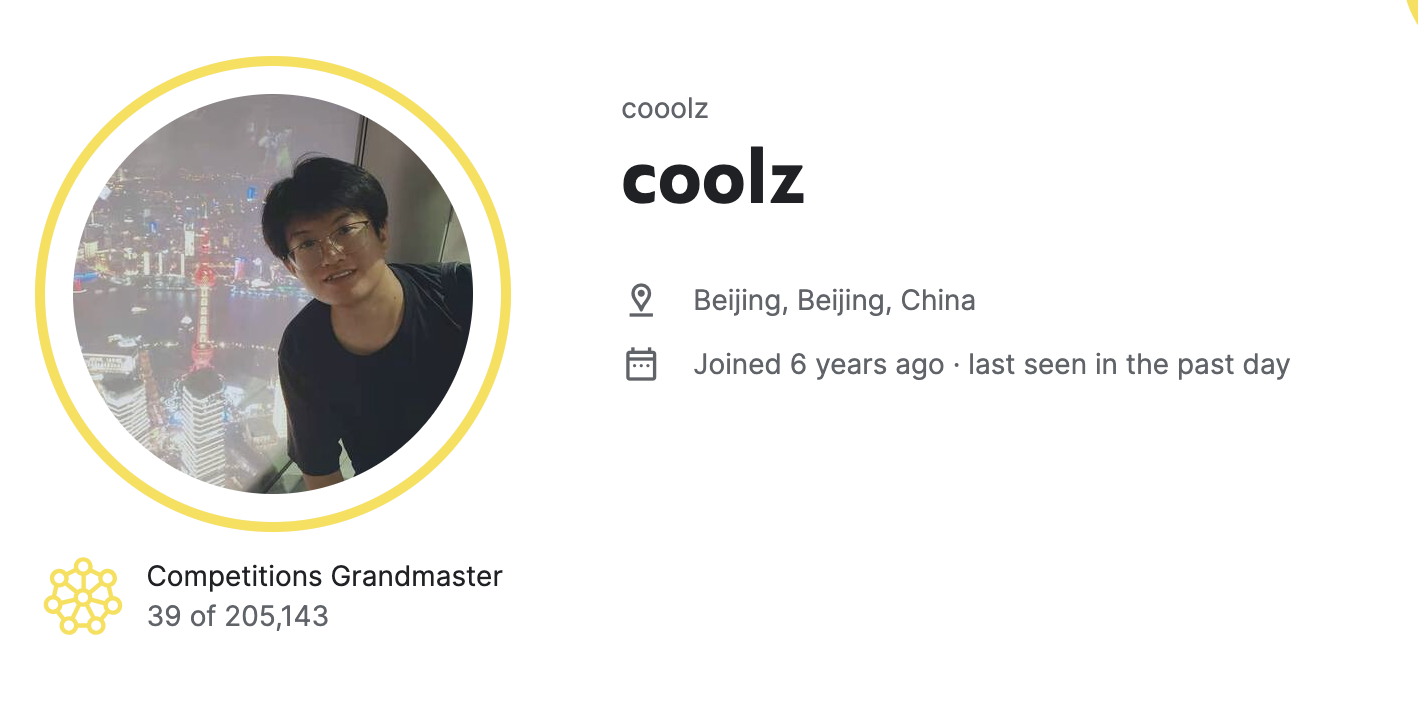 cooolz
coolz
Beijing, Beijing, China
Joined 6 years ago · last seen in the past day
Competitions Grandmaster
39 of 205,143